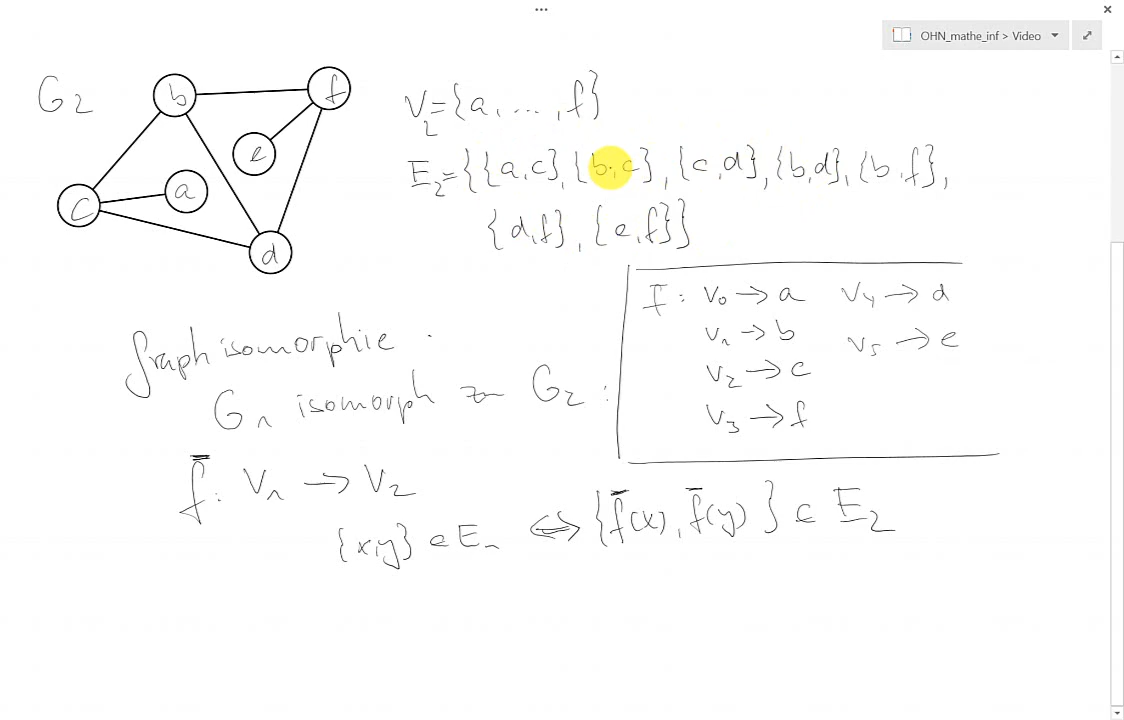 ...
OHN_mathe_inf > Video
G2
b
f
e
c
a
d
V2={a, ..., f}
E2={{a,c},{b,c},{c,d},{b,d},{b,f},
{d,f},{e,f}}
f̄: v0→a v4→d
v1→b v5→e
v2→c
v3→f
Graphisomorphie:
G1 isomorph zu G2:
f̄: V1 → V2
{x,y} ∈ E1 ⇔ {f̄(x), f̄(y)} ∈ E2